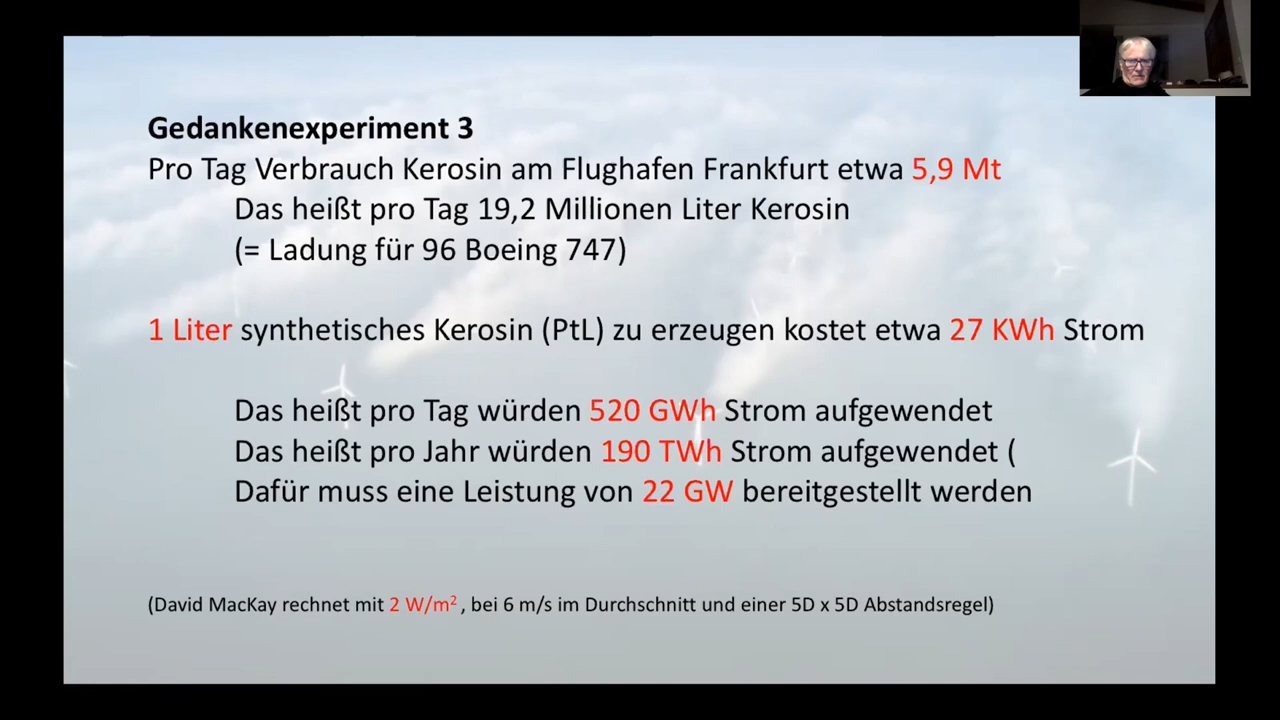 Gedankenexperiment 3
Pro Tag Verbrauch Kerosin am Flughafen Frankfurt etwa 5,9 Mt
Das heißt pro Tag 19,2 Millionen Liter Kerosin
(= Ladung für 96 Boeing 747)
1 Liter synthetisches Kerosin (PtL) zu erzeugen kostet etwa 27 KWh Strom
Das heißt pro Tag würden 520 GWh Strom aufgewendet
Das heißt pro Jahr würden 190 TWh Strom aufgewendet (
Dafür muss eine Leistung von 22 GW bereitgestellt werden
(David MacKay rechnet mit 2 W/m², bei 6 m/s im Durchschnitt und einer 5D x 5D Abstandsregel)